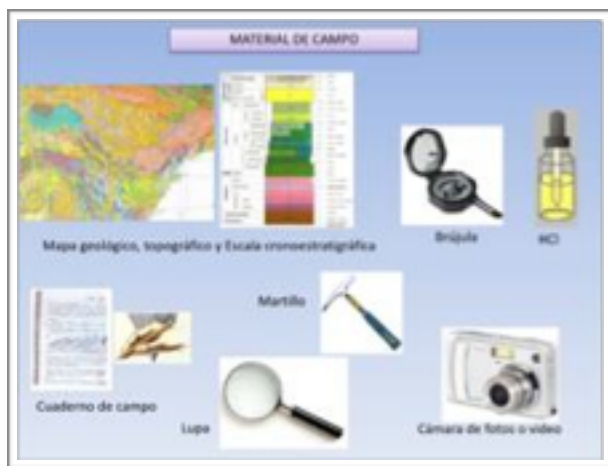 MATERIAL DE CAMPO
Mapa geológico, topográfico y Escala cronoestratigráfica
Brújula
HCl
Martillo
Cuaderno de campo
Lupa
Cámara de fotos o video